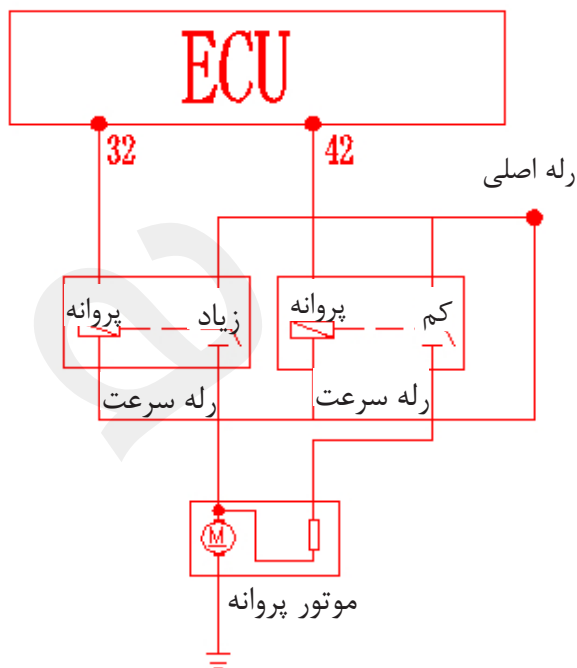 ECU
32
42
رله اصلی
پروانه
زیاد
رله سرعت
پروانه
کم
رله سرعت
M
موتور پروانه